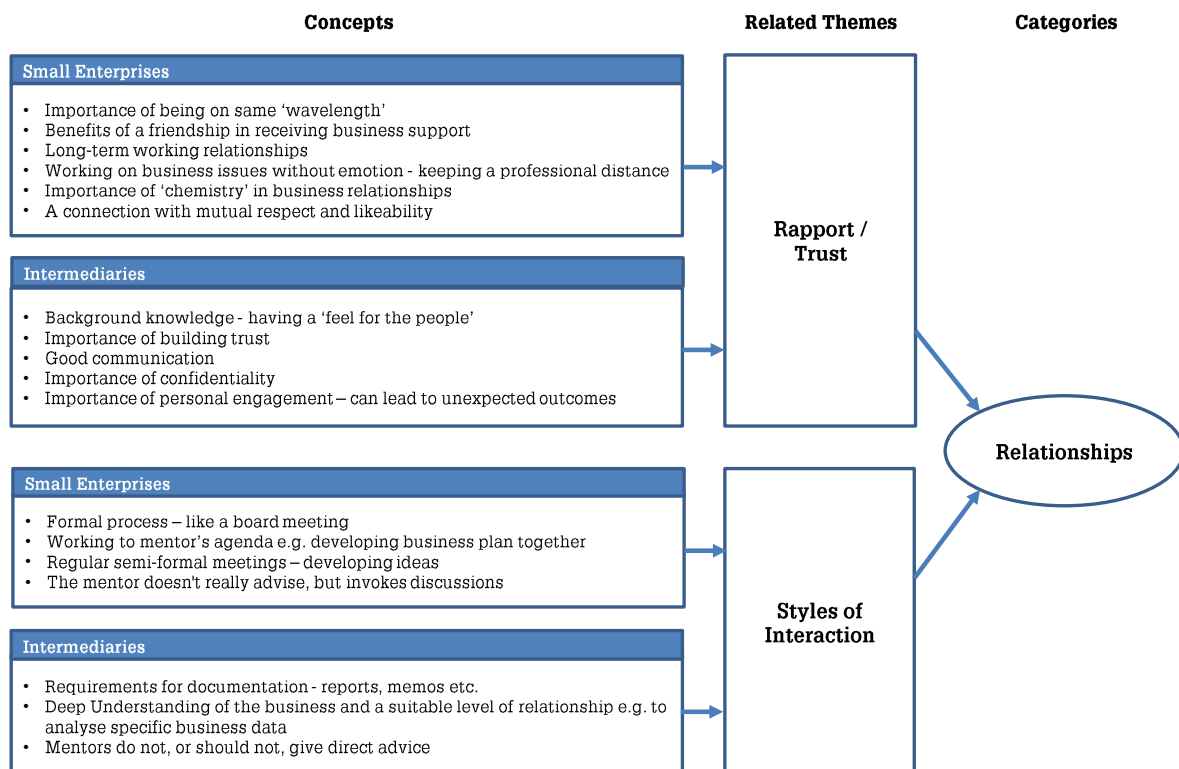 Concepts
Related Themes
Categories
Small Enterprises
• Importance of being on same ‘wavelength’
• Benefits of a friendship in receiving business support
• Long-term working relationships
• Working on business issues without emotion - keeping a professional distance
• Importance of ‘chemistry’ in business relationships
• A connection with mutual respect and likeability
Intermediaries
• Background knowledge - having a ‘feel for the people’
• Importance of building trust
• Good communication
• Importance of confidentiality
• Importance of personal engagement – can lead to unexpected outcomes
Rapport /
Trust
Small Enterprises
• Formal process – like a board meeting
• Working to mentor’s agenda e.g. developing business plan together
• Regular semi-formal meetings – developing ideas
• The mentor doesn't really advise, but invokes discussions
Intermediaries
• Requirements for documentation - reports, memos etc.
• Deep Understanding of the business and a suitable level of relationship e.g. to
analyse specific business data
• Mentors do not, or should not, give direct advice
Styles of
Interaction
Relationships